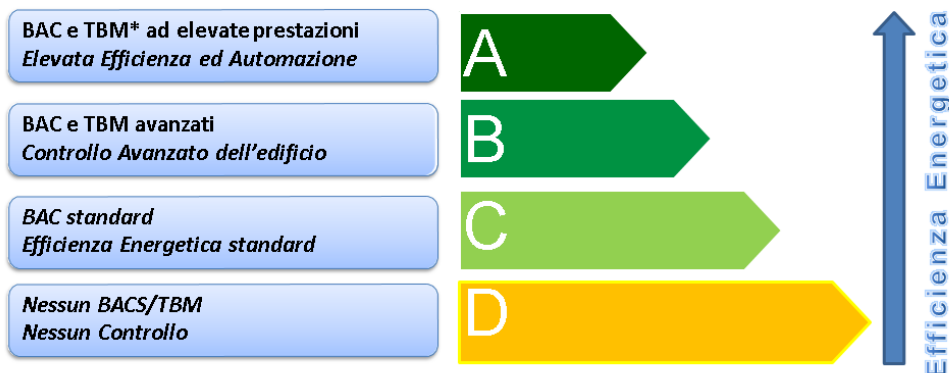 BAC e TBM* ad elevate prestazioni
Elevata Efficienza ed Automazione
A
BAC e TBM avanzati
Controllo Avanzato dell'edificio
B
BAC standard
Efficienza Energetica standard
C
Nessun BACS/TBM
Nessun Controllo
D
Efficienza Energetica